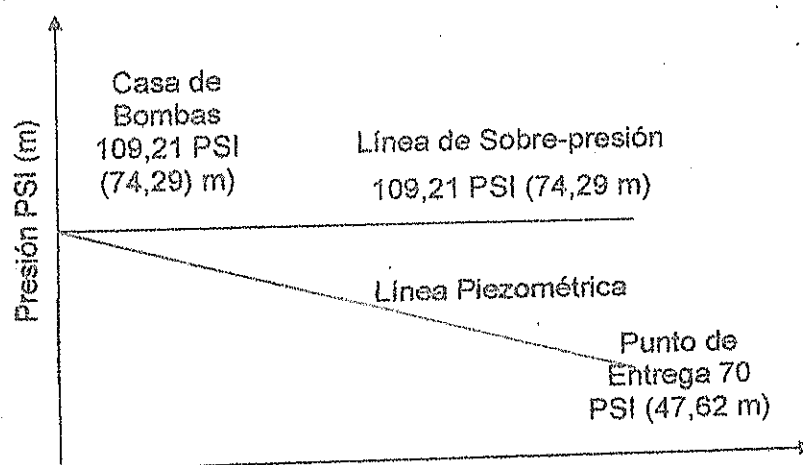 Presión PSI (m)
Casa de
Bombas
109,21 PSI
(74,29) m)
Línea de Sobre-presión
109,21 PSI (74,29 m)
Línea Piezométrica
Punto de
Entrega 70
PSI (47,62 m)